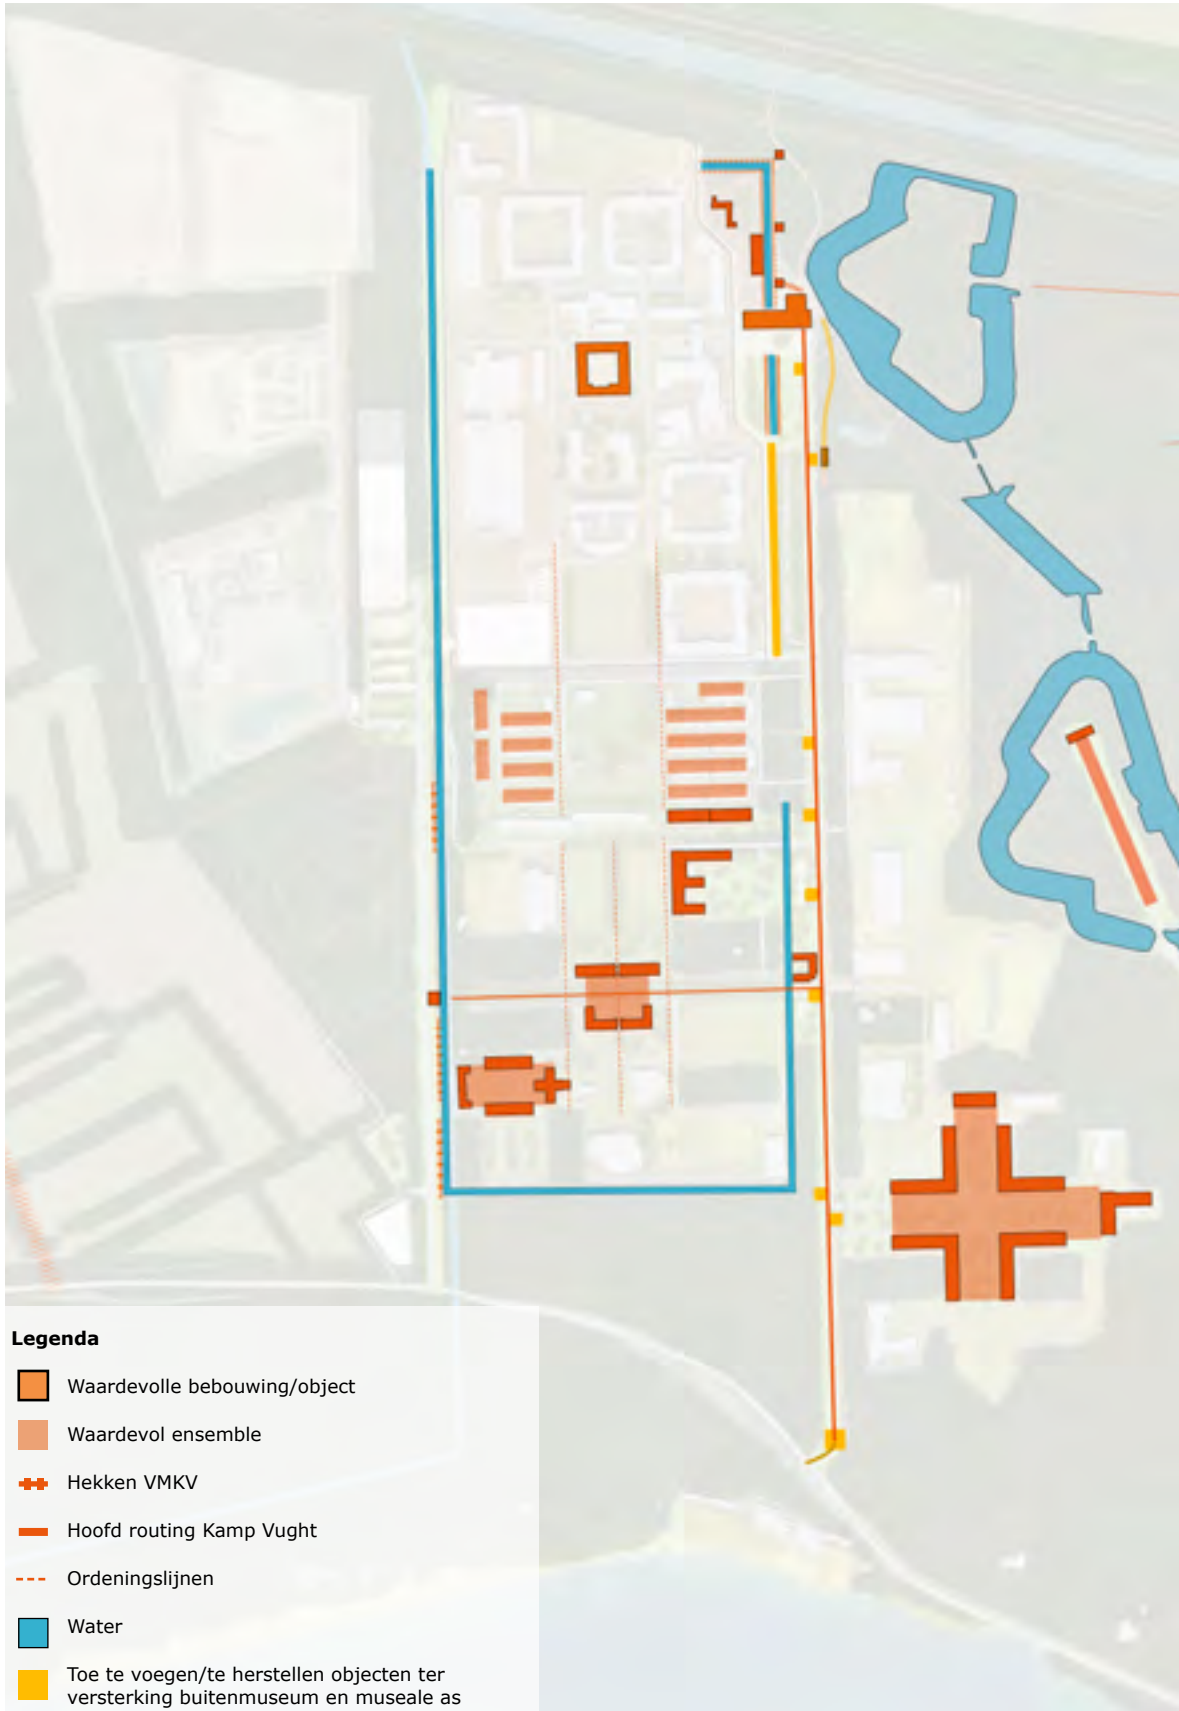 Legenda
Waardevolle bebouwing/object
Waardevol ensemble
Hekken VMKV
Hoofd routing Kamp Vught
Ordeningslijnen
Water
Toe te voegen/te herstellen objecten ter
versterking buitenmuseum en museale as